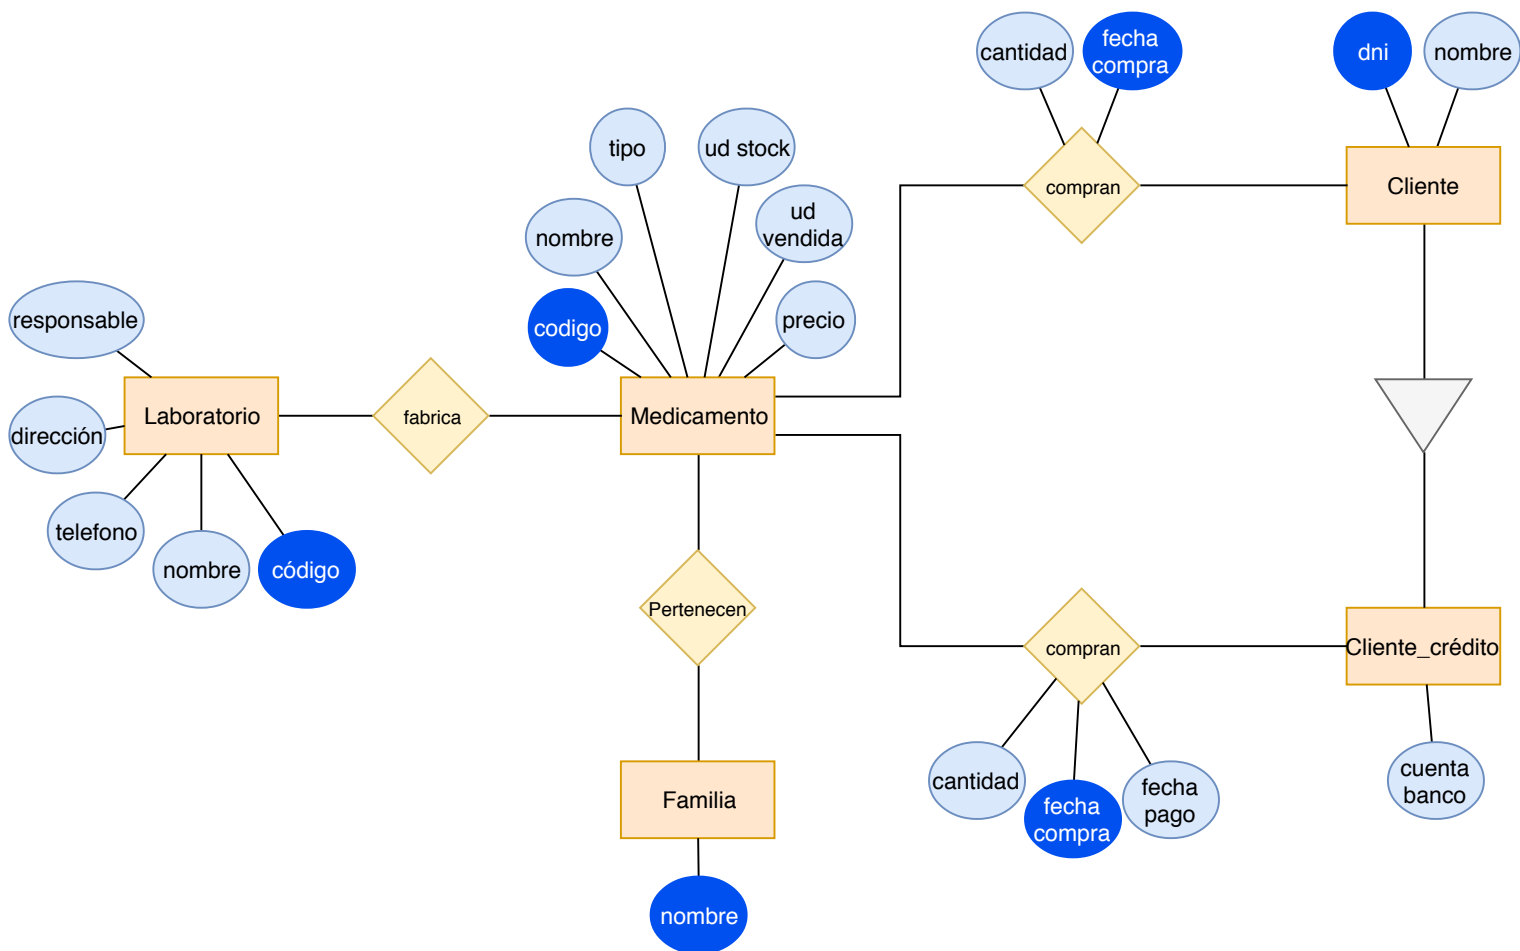 cantidad
fecha
compra
dni
nombre
tipo
ud stock
compran
Cliente
nombre
ud
vendida
responsable
codigo
precio
Laboratorio
fabrica
Medicamento
dirección
telefono
nombre
código
Pertenecen
compran
Cliente_crédito
Familia
cantidad
fecha
compra
fecha
pago
cuenta
banco
nombre